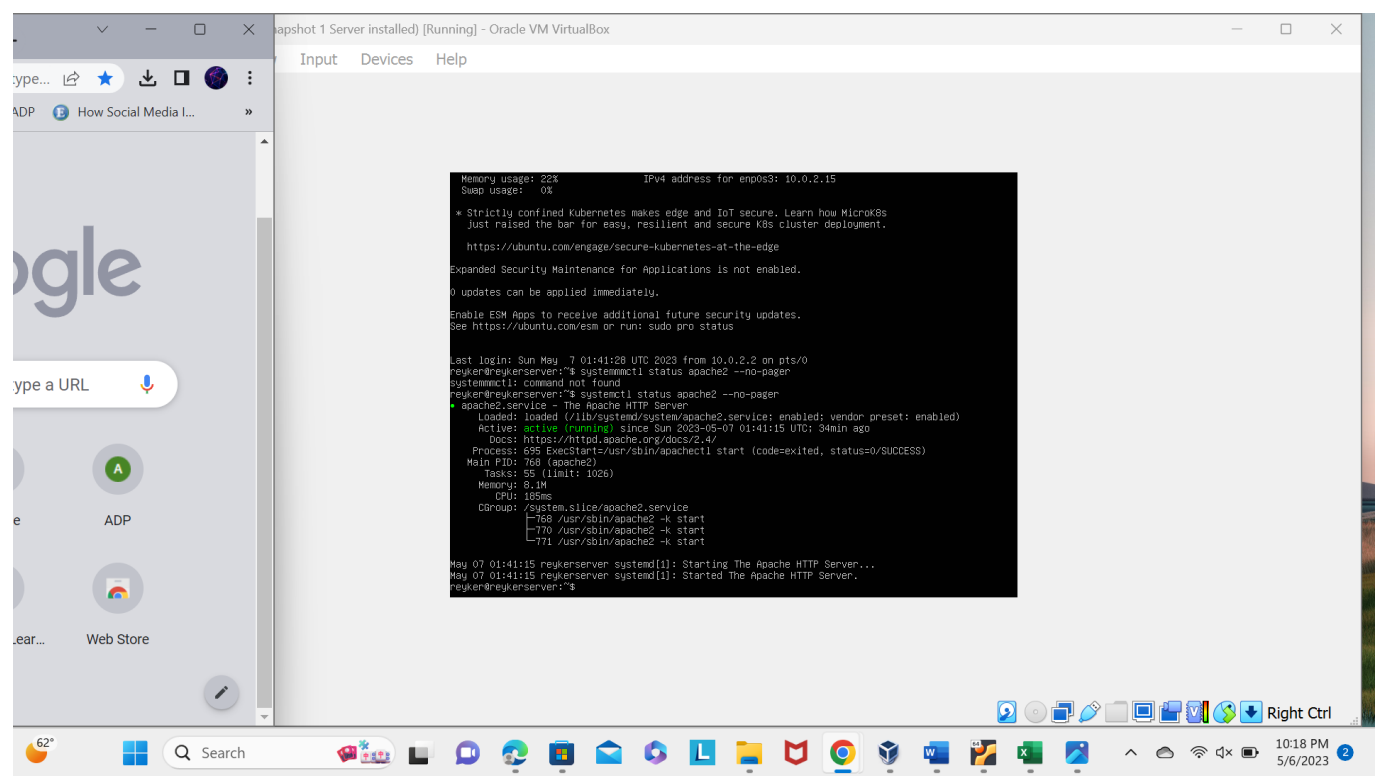 napshot 1 Server installed) [Running] - Oracle VM VirtualBox
Input Devices Help
type...
ADP
How Social Media I...
»
ogle
type a URL
A
e
ADP
Lear...
Web Store
Memory usage: 22% IPv4 address for enp0s3: 10.0.2.15
Swap usage: 0%
* Strictly confined Kubernetes makes edge and IoT secure. Learn how MicroK8s
just raised the bar for easy, resilient and secure K8s cluster deployment.
https://ubuntu.com/engage/secure-kubernetes-at-the-edge
Expanded Security Maintenance for Applications is not enabled.
0 updates can be applied immediately.
Enable ESM Apps to receive additional future security updates.
See https://ubuntu.com/esm or run: sudo pro status
Last login: Sun May 7 01:41:28 UTC 2023 from 10.0.2.2 on pts/0
reyker@reykerserver:~$ systemmmctl status apache2 --no-pager
systemmmctl: command not found
reyker@reykerserver:~$ systemctl status apache2 --no-pager
• apache2.service - The Apache HTTP Server
Loaded: loaded (/lib/systemd/system/apache2.service; enabled; vendor preset: enabled)
Active: active (running) since Sun 2023-05-07 01:41:15 UTC; 34min ago
Docs: https://httpd.apache.org/docs/2.4/
Process: 695 ExecStart=/usr/sbin/apachectl start (code=exited, status=0/SUCCESS)
Main PID: 768 (apache2)
Tasks: 55 (limit: 1026)
Memory: 8.1M
CPU: 185ms
CGroup: /system.slice/apache2.service
├─768 /usr/sbin/apache2 -k start
├─770 /usr/sbin/apache2 -k start
└─771 /usr/sbin/apache2 -k start
May 07 01:41:15 reykerserver systemd[1]: Starting The Apache HTTP Server...
May 07 01:41:15 reykerserver systemd[1]: Started The Apache HTTP Server.
reyker@reykerserver:~$
Right Ctrl
62°
Search
L
10:18 PM
5/6/2023
2